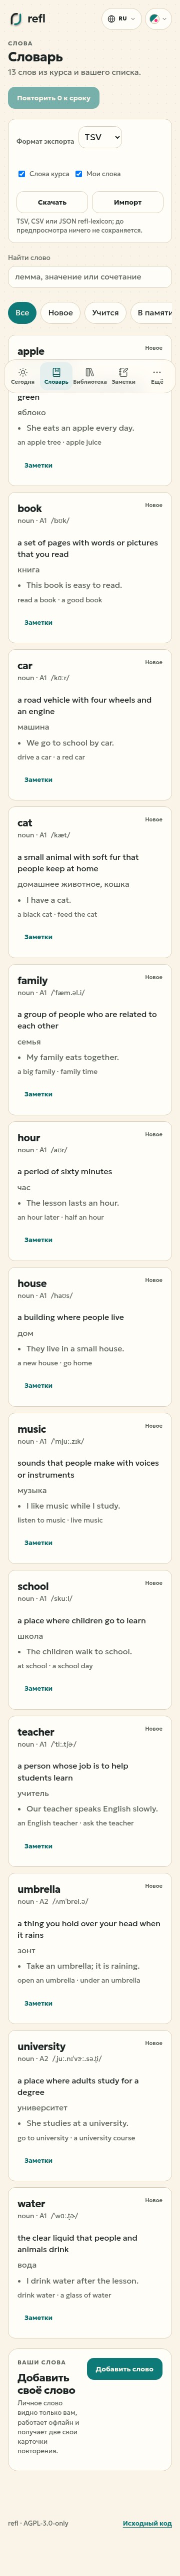 refl
RU
СЛОВА
Словарь
13 слов из курса и вашего списка.
Повторить 0 к сроку
Формат экспорта
TSV
Слова курса
Мои слова
Скачать
Импорт
TSV, CSV или JSON refl-lexicon; до
предпросмотра ничего не сохраняется.
Найти слово
лемма, значение или сочетание
Все
Новое
Учится
В памяти
apple
Новое
Сегодня
Словарь
Библиотека
Заметки
Ещё
green
яблоко
• She eats an apple every day.
an apple tree · apple juice
Заметки
book
Новое
noun · A1 /bʊk/
a set of pages with words or pictures
that you read
книга
• This book is easy to read.
read a book · a good book
Заметки
car
Новое
noun · A1 /kɑːr/
a road vehicle with four wheels and
an engine
машина
• We go to school by car.
drive a car · a red car
Заметки
cat
Новое
noun · A1 /kæt/
a small animal with soft fur that
people keep at home
домашнее животное, кошка
• I have a cat.
a black cat · feed the cat
Заметки
family
Новое
noun · A1 /ˈfæm.əl.i/
a group of people who are related to
each other
семья
• My family eats together.
a big family · family time
Заметки
hour
Новое
noun · A1 /aʊr/
a period of sixty minutes
час
• The lesson lasts an hour.
an hour later · half an hour
Заметки
house
Новое
noun · A1 /haʊs/
a building where people live
дом
• They live in a small house.
a new house · go home
Заметки
music
Новое
noun · A1 /ˈmjuː.zɪk/
sounds that people make with voices
or instruments
музыка
• I like music while I study.
listen to music · live music
Заметки
school
Новое
noun · A1 /skuːl/
a place where children go to learn
школа
• The children walk to school.
at school · a school day
Заметки
teacher
Новое
noun · A1 /ˈtiː.tʃɚ/
a person whose job is to help
students learn
учитель
• Our teacher speaks English slowly.
an English teacher · ask the teacher
Заметки
umbrella
Новое
noun · A2 /ʌmˈbrel.ə/
a thing you hold over your head when
it rains
зонт
• Take an umbrella; it is raining.
open an umbrella · under an umbrella
Заметки
university
Новое
noun · A2 /ˌjuː.nɪˈvɝː.sə.t̬i/
a place where adults study for a
degree
университет
• She studies at a university.
go to university · a university course
Заметки
water
Новое
noun · A1 /ˈwɑː.t̬ɚ/
the clear liquid that people and
animals drink
вода
• I drink water after the lesson.
drink water · a glass of water
Заметки
ВАШИ СЛОВА
Добавить
своё слово
Личное слово
видно только вам,
работает офлайн и
получает две свои
карточки
повторения.
Добавить слово
refl · AGPL-3.0-only
Исходный код